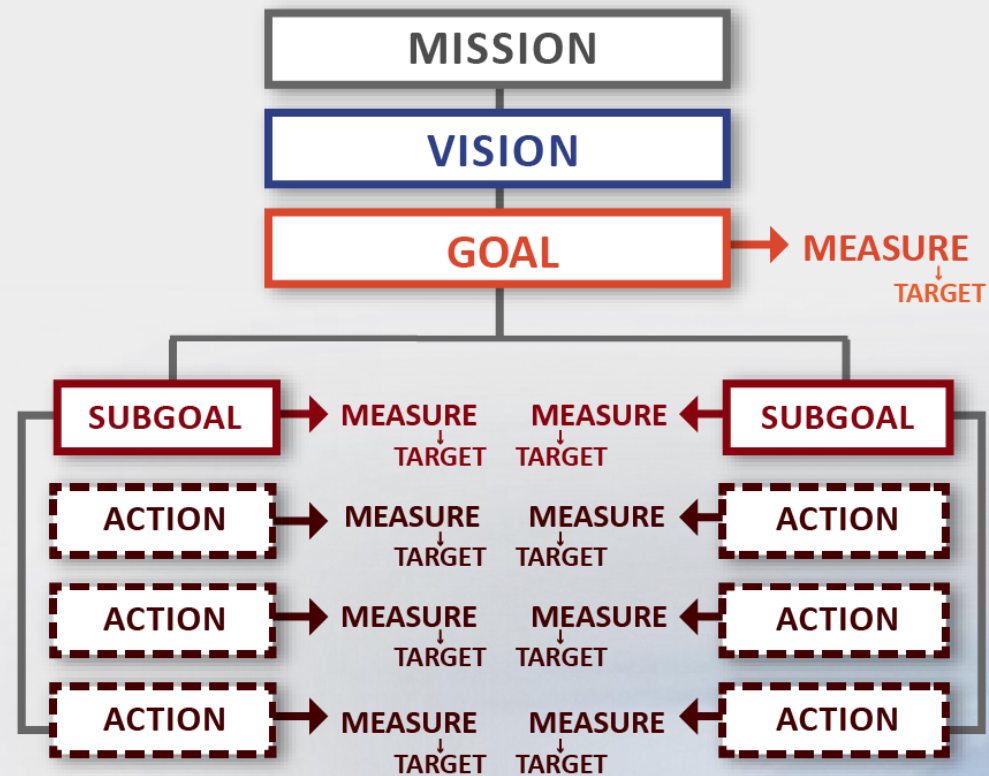 MISSION
VISION
GOAL
MEASURE
TARGET
SUBGOAL MEASURE MEASURE SUBGOAL
TARGET TARGET
ACTION MEASURE MEASURE ACTION
TARGET TARGET
ACTION MEASURE MEASURE ACTION
TARGET TARGET
ACTION MEASURE MEASURE ACTION
TARGET TARGET